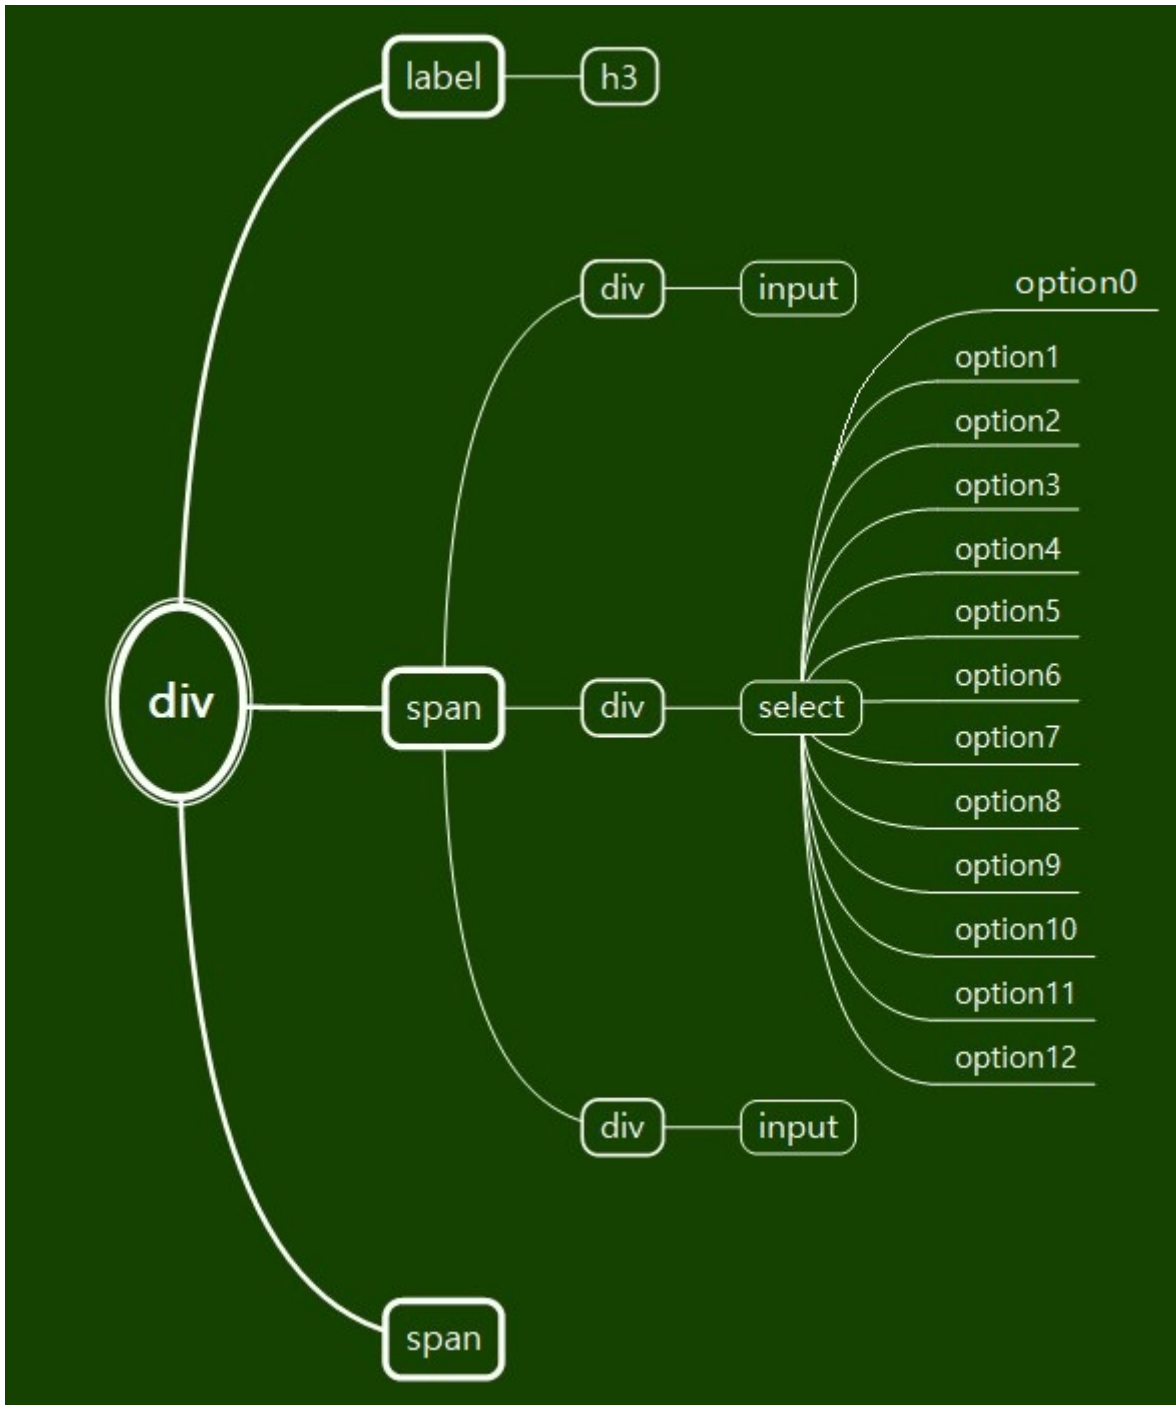 label
h3
div
input
option0
option1
option2
option3
option4
option5
option6
div
span
div
select
option7
option8
option9
option10
option11
option12
div
input
span